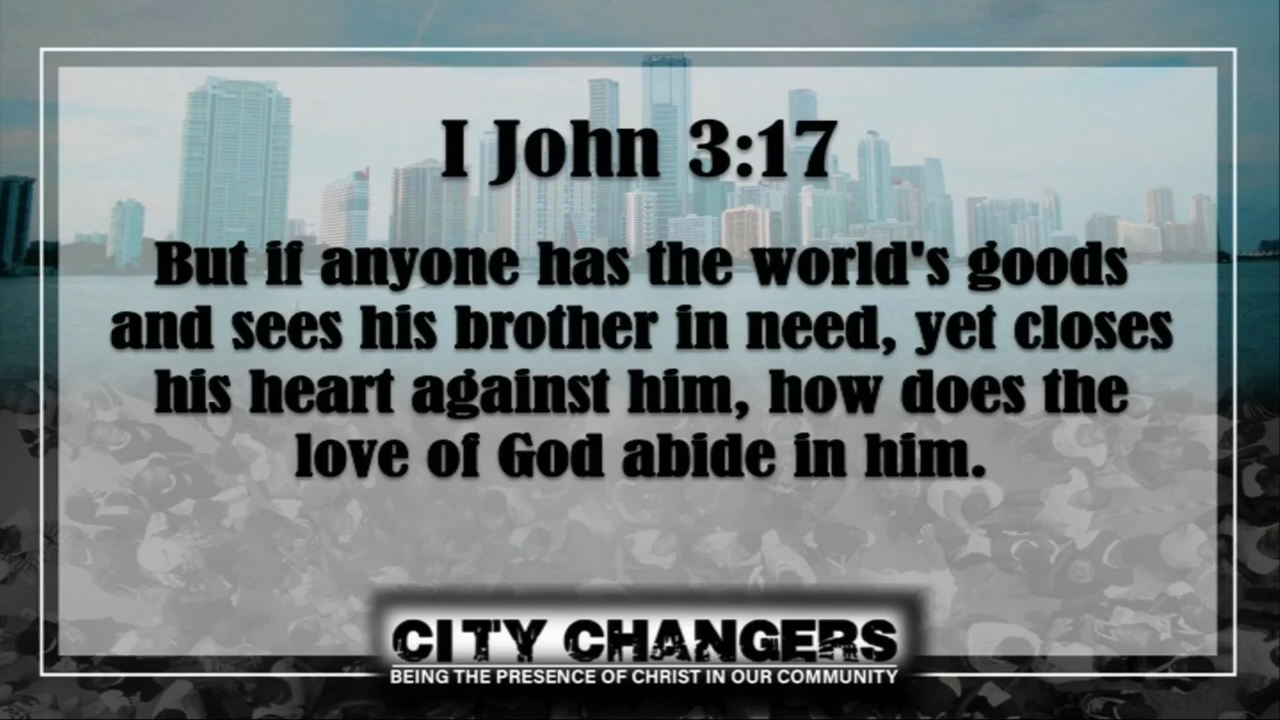 I John 3:17
But if anyone has the world's goods
and sees his brother in need, yet closes
his heart against him, how does the
love of God abide in him.
CITY CHANGERS
BEING THE PRESENCE OF CHRIST IN OUR COMMUNITY